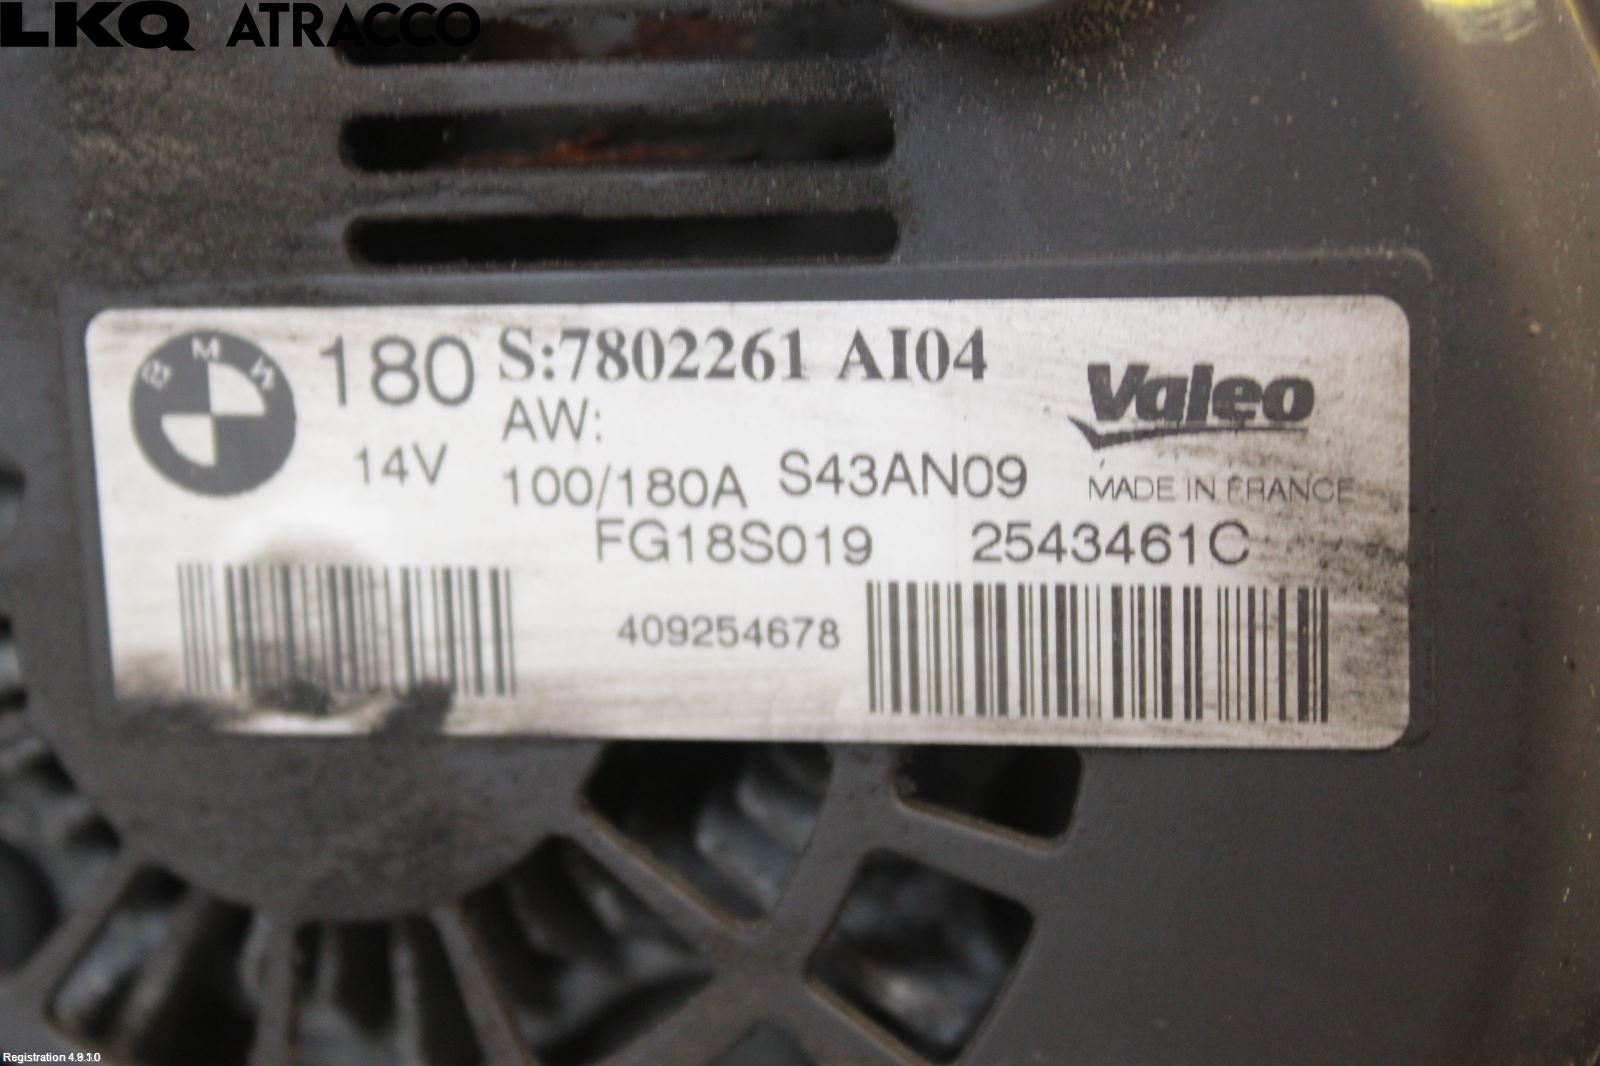 LKQ ATRACCO
BMW
180 S:7802261 AI04
Valeo
AW:
14V 100/180A S43AN09
MADE IN FRANCE
FG18S019 2543461C
409254678
Registration 4.9.1.0